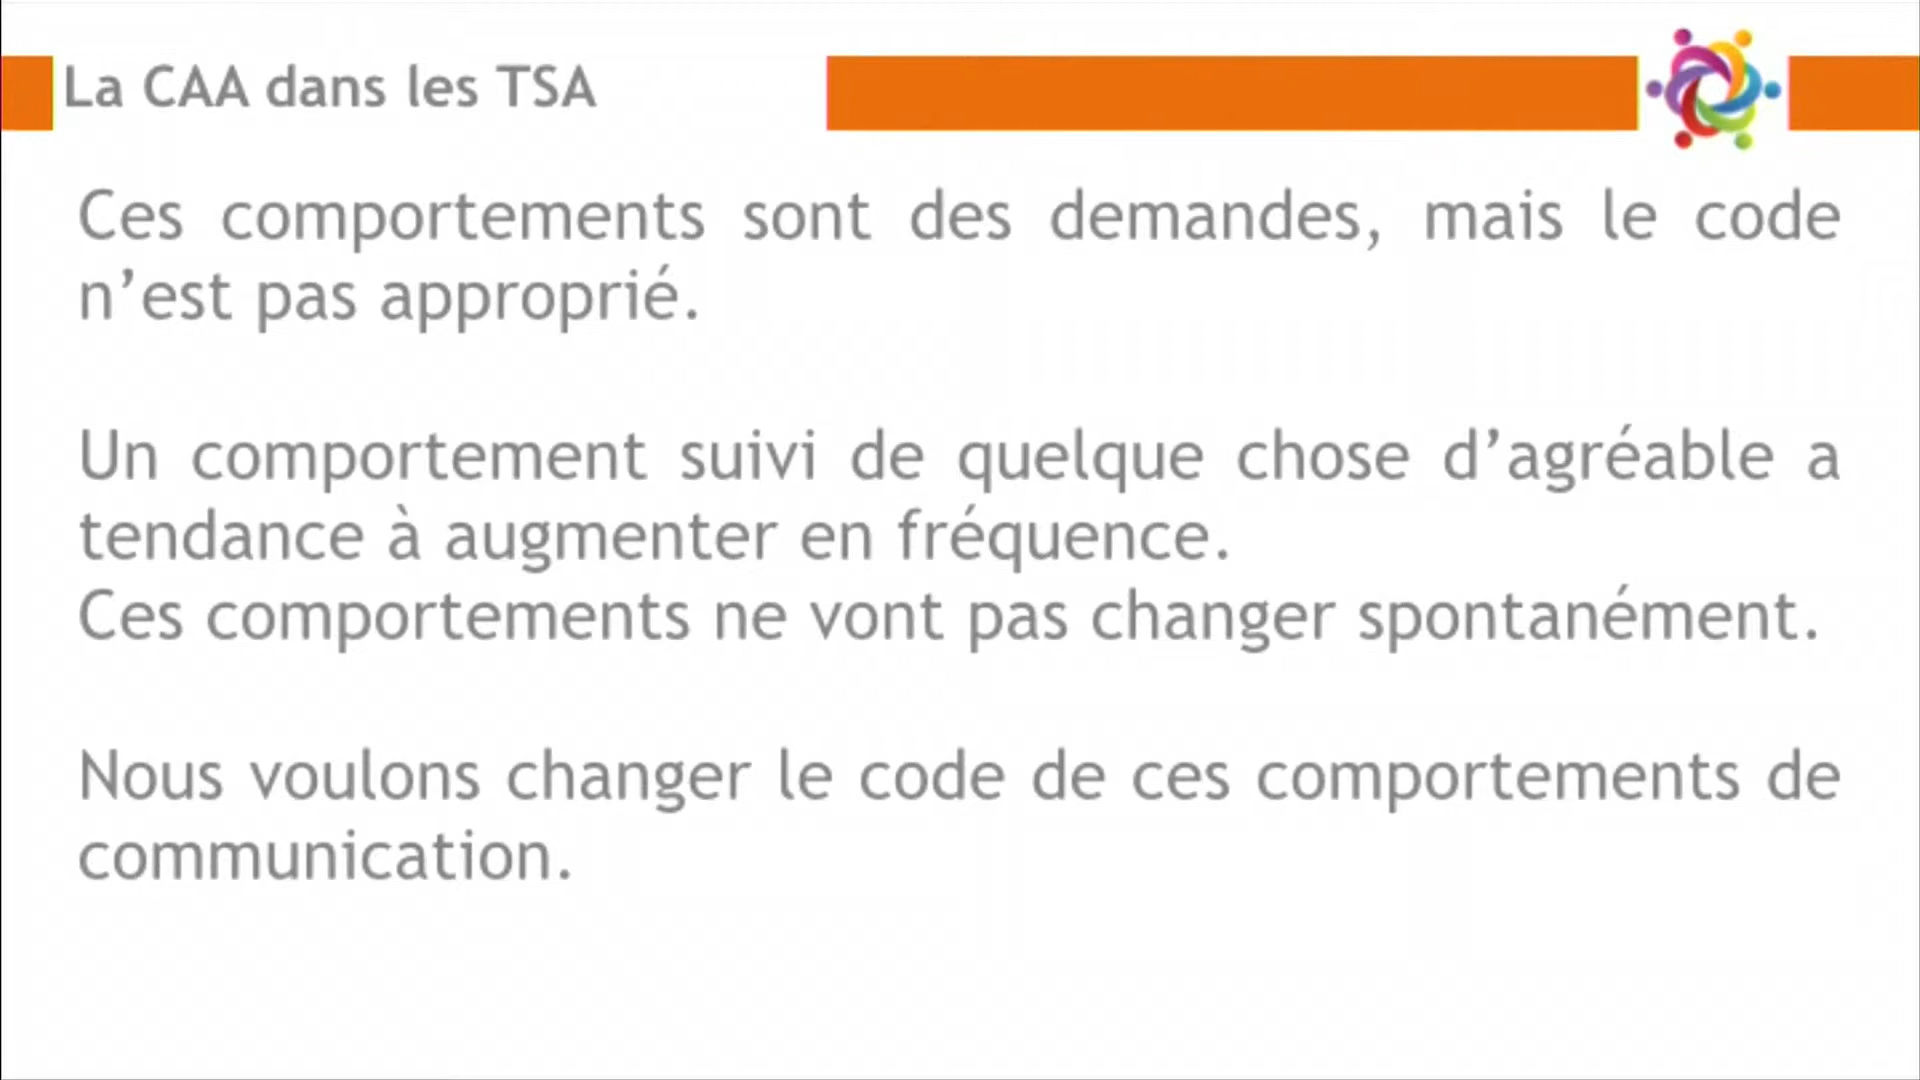 La CAA dans les TSA
Ces comportements sont des demandes, mais le code
n’est pas approprié.
Un comportement suivi de quelque chose d’agréable a
tendance à augmenter en fréquence.
Ces comportements ne vont pas changer spontanément.
Nous voulons changer le code de ces comportements de
communication.